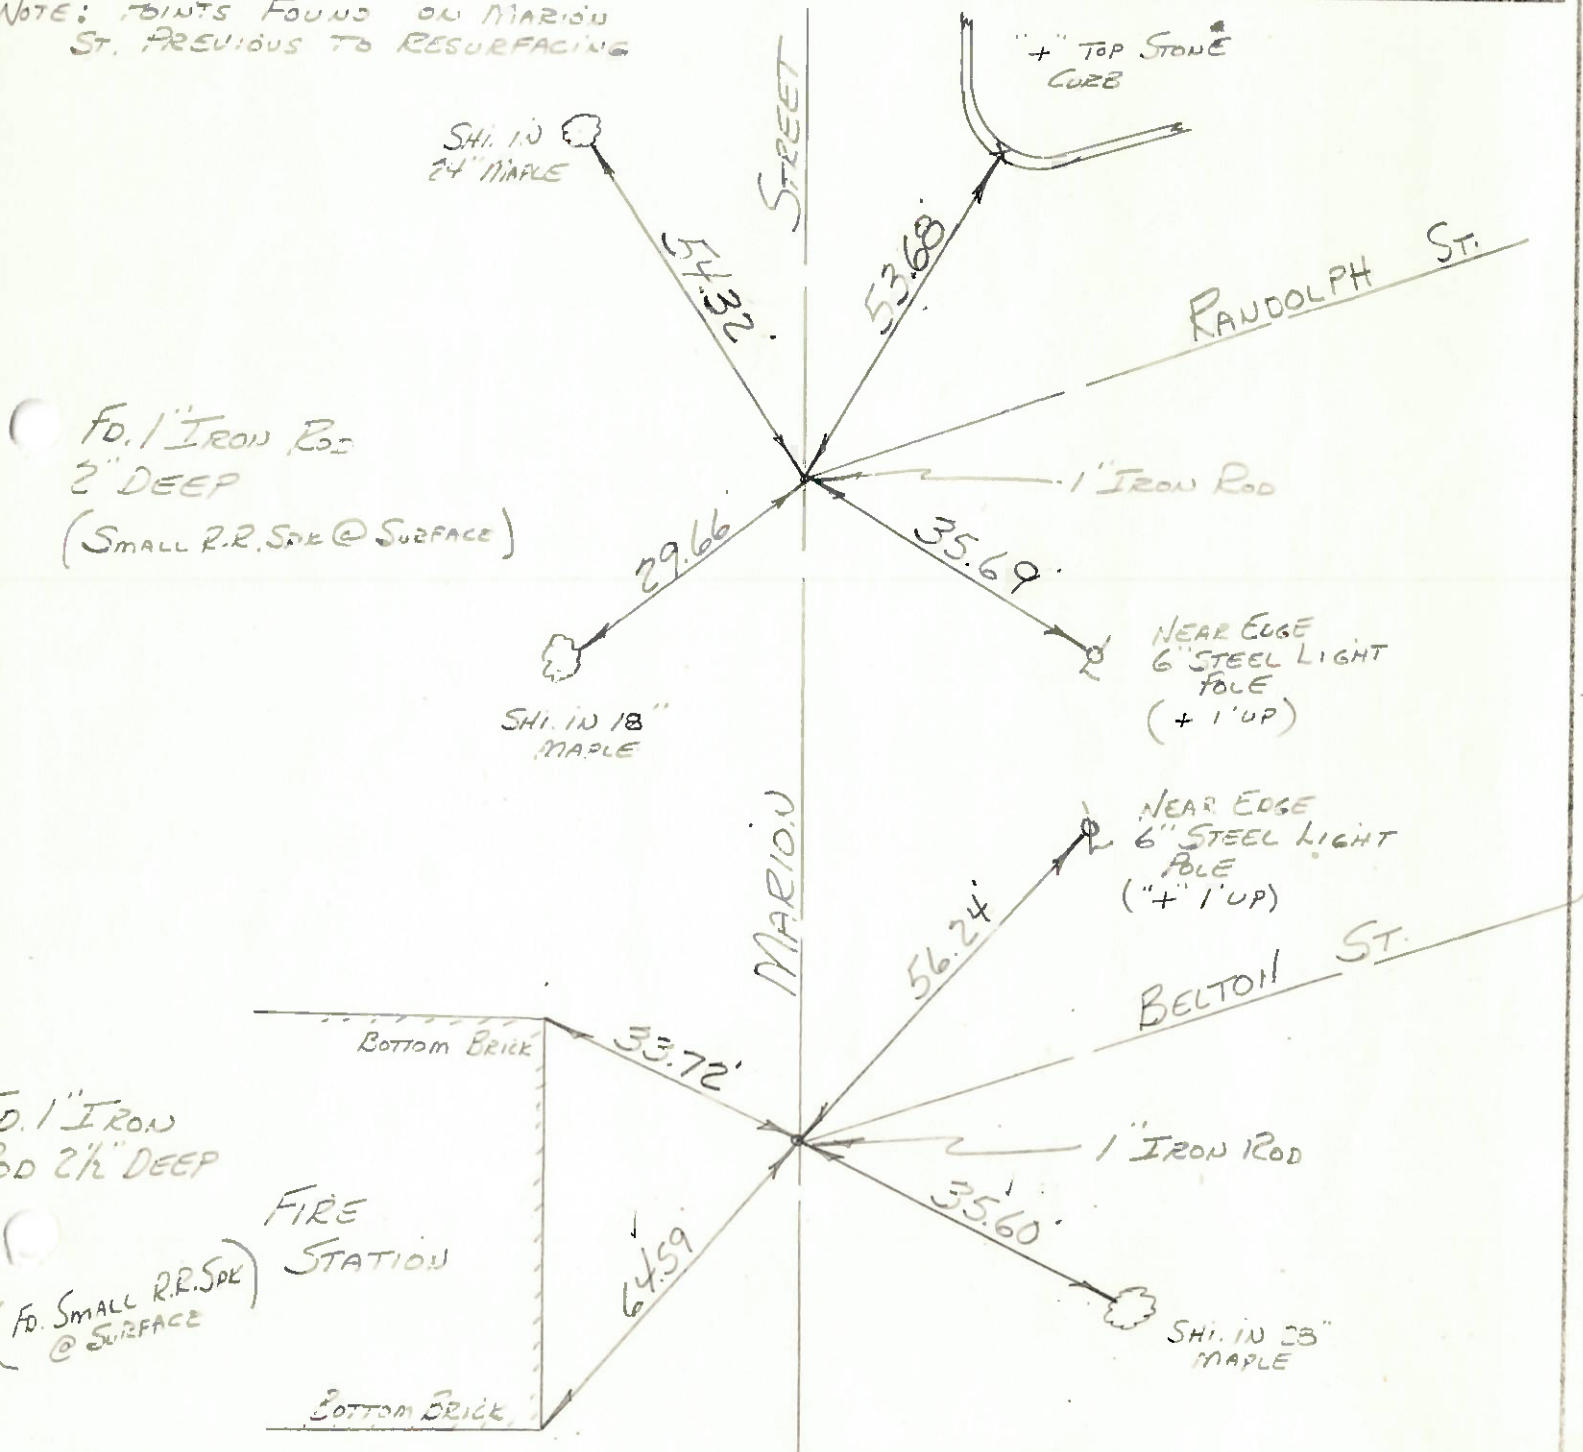 NOTE: POINTS FOUND ON MARION
ST. PREVIOUS TO RESURFACING
"+" TOP STONE
CURB
STREET
SHI. IN
24" MAPLE
54.32'
53.68'
RANDOLPH ST.
FD. 1" IRON ROD
2" DEEP
(SMALL R.R. SPK @ SURFACE)
1" IRON ROD
29.66'
35.69'
NEAR EDGE
6" STEEL LIGHT
POLE
(+ 1' UP)
SHI. IN 18"
MAPLE
MARION
NEAR EDGE
6" STEEL LIGHT
POLE
("+" 1' UP)
56.24'
BELTON ST.
BOTTOM BRICK
33.72'
FD. 1" IRON
ROD 2½" DEEP
1" IRON ROD
FIRE
STATION
35.60'
64.59'
(FD. SMALL R.R. SPK)
@ SURFACE
SHI. IN 23"
MAPLE
BOTTOM BRICK